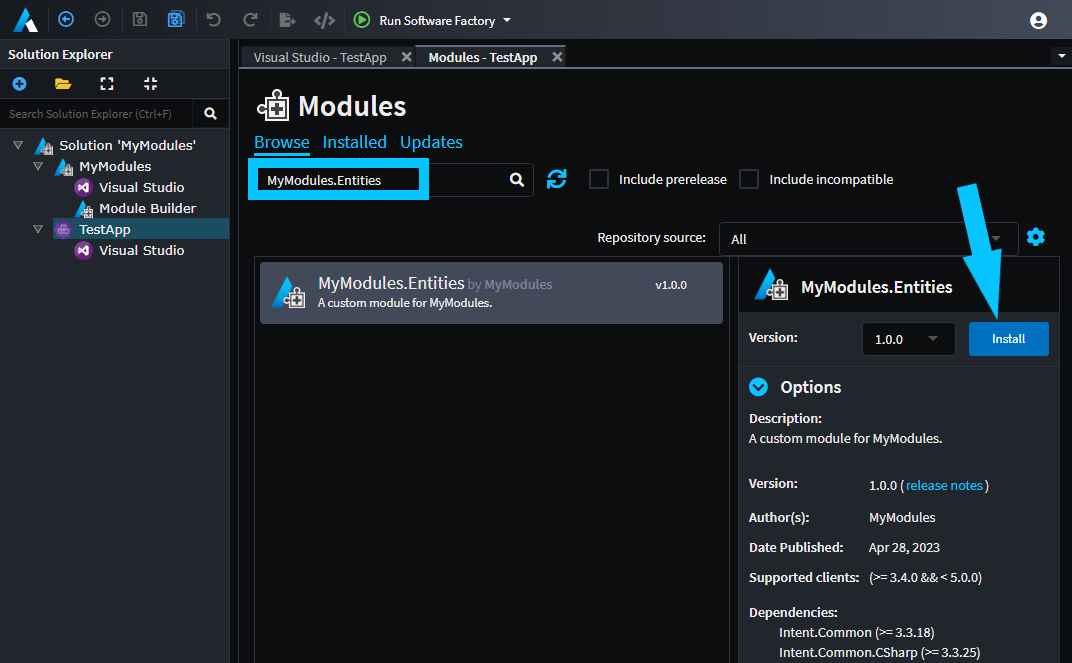 Run Software Factory
Solution Explorer
Search Solution Explorer (Ctrl+F)
Solution 'MyModules'
MyModules
Visual Studio
Module Builder
TestApp
Visual Studio
Visual Studio - TestApp
Modules - TestApp
Modules
Browse Installed Updates
MyModules.Entities
Include prerelease
Include incompatible
Repository source: All
MyModules.Entities by MyModules v1.0.0
A custom module for MyModules.
MyModules.Entities
Version: 1.0.0 Install
Options
Description:
A custom module for MyModules.
Version: 1.0.0 (release notes)
Author(s): MyModules
Date Published: Apr 28, 2023
Supported clients: (>= 3.4.0 && < 5.0.0)
Dependencies:
Intent.Common (>= 3.3.18)
Intent.Common.CSharp (>= 3.3.25)